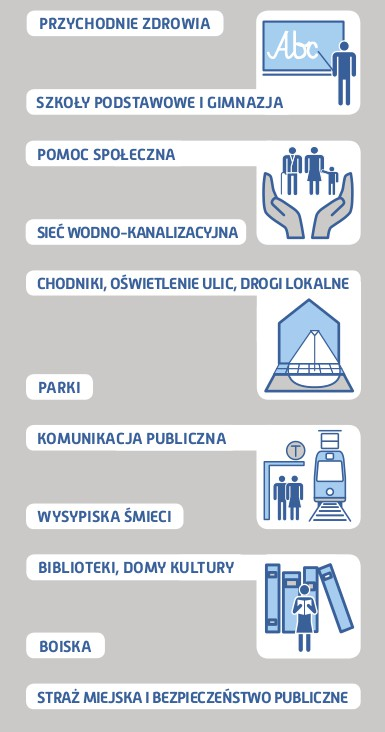 PRZYCHODNIE ZDROWIA
Abc
SZKOŁY PODSTAWOWE I GIMNAZJA
POMOC SPOŁECZNA
SIEĆ WODNO-KANALIZACYJNA
CHODNIKI, OŚWIETLENIE ULIC, DROGI LOKALNE
PARKI
KOMUNIKACJA PUBLICZNA
T
WYSYPISKA ŚMIECI
BIBLIOTEKI, DOMY KULTURY
BOISKA
STRAŻ MIEJSKA I BEZPIECZEŃSTWO PUBLICZNE